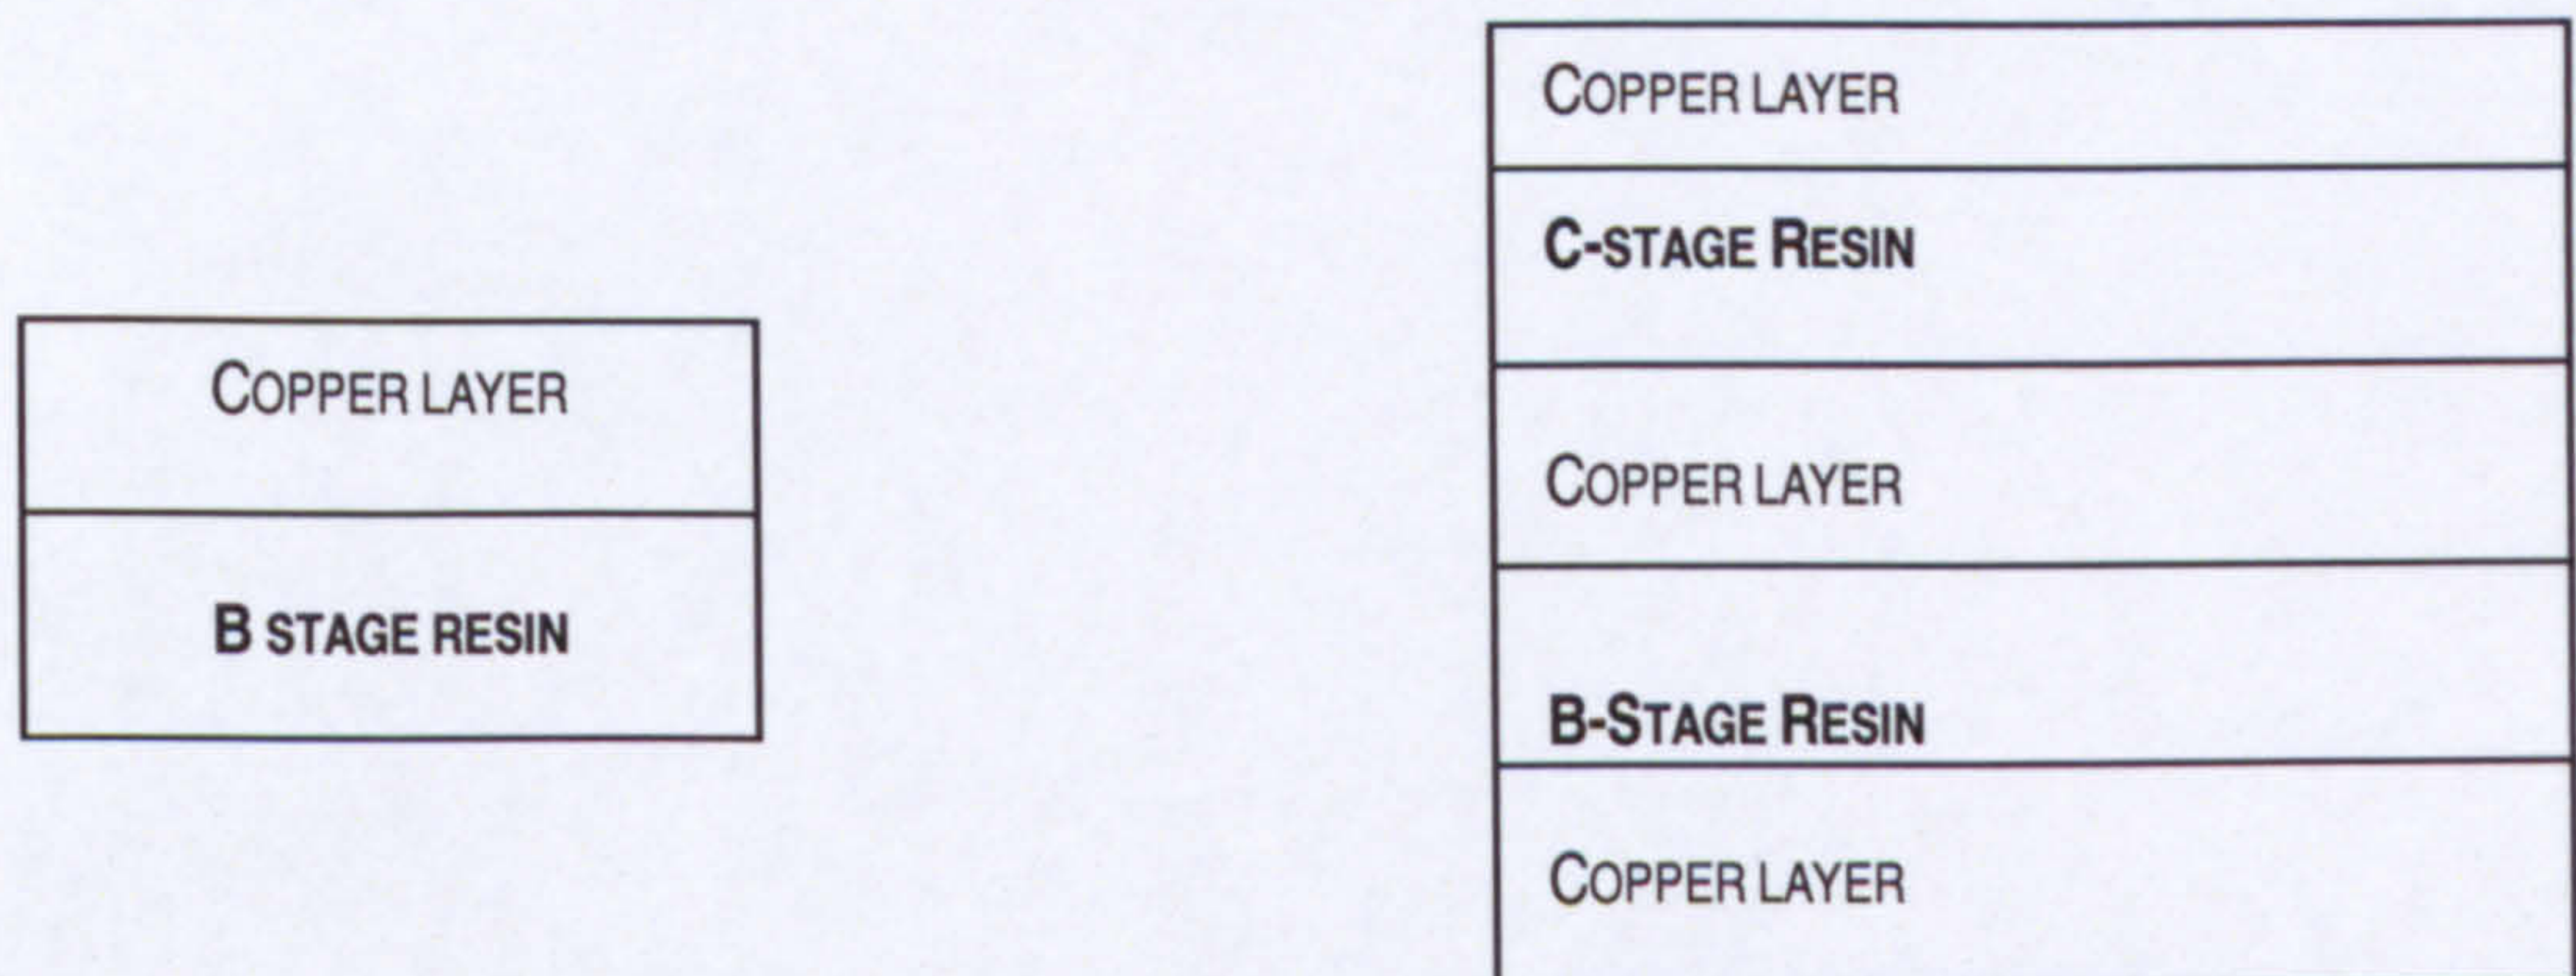 COPPER LAYER
B STAGE RESIN
COPPER LAYER
C-STAGE RESIN
COPPER LAYER
B-STAGE RESIN
COPPER LAYER